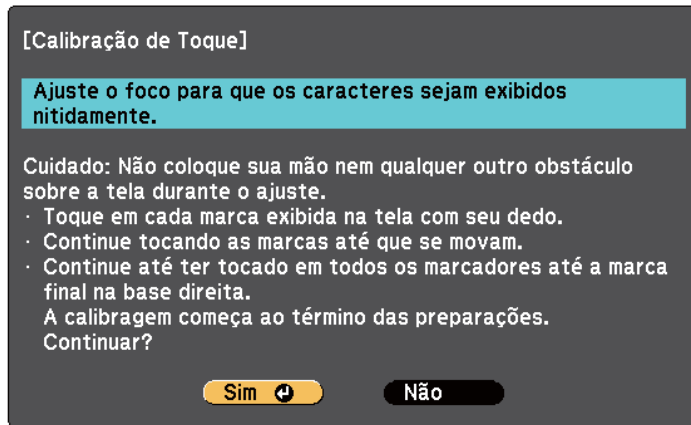 [Calibração de Toque]
Ajuste o foco para que os caracteres sejam exibidos
nitidamente.
Cuidado: Não coloque sua mão nem qualquer outro obstáculo
sobre a tela durante o ajuste.
· Toque em cada marca exibida na tela com seu dedo.
· Continue tocando as marcas até que se movam.
· Continue até ter tocado em todos os marcadores até a marca
final na base direita.
A calibragem começa ao término das preparações.
Continuar?
Sim Não